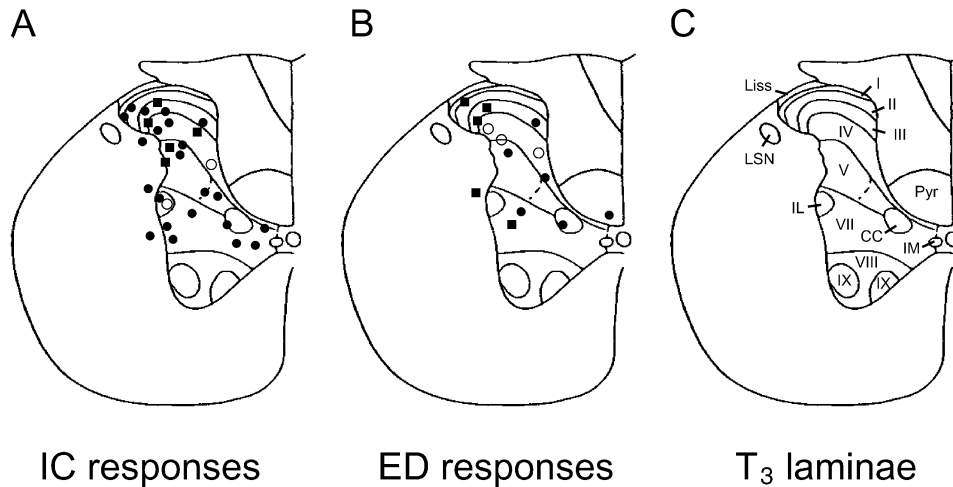 A
B
C
Liss
I
II
III
IV
LSN
V
Pyr
IL
VII
CC
IM
VIII
IX
IX
IC responses
ED responses
T₃ laminae